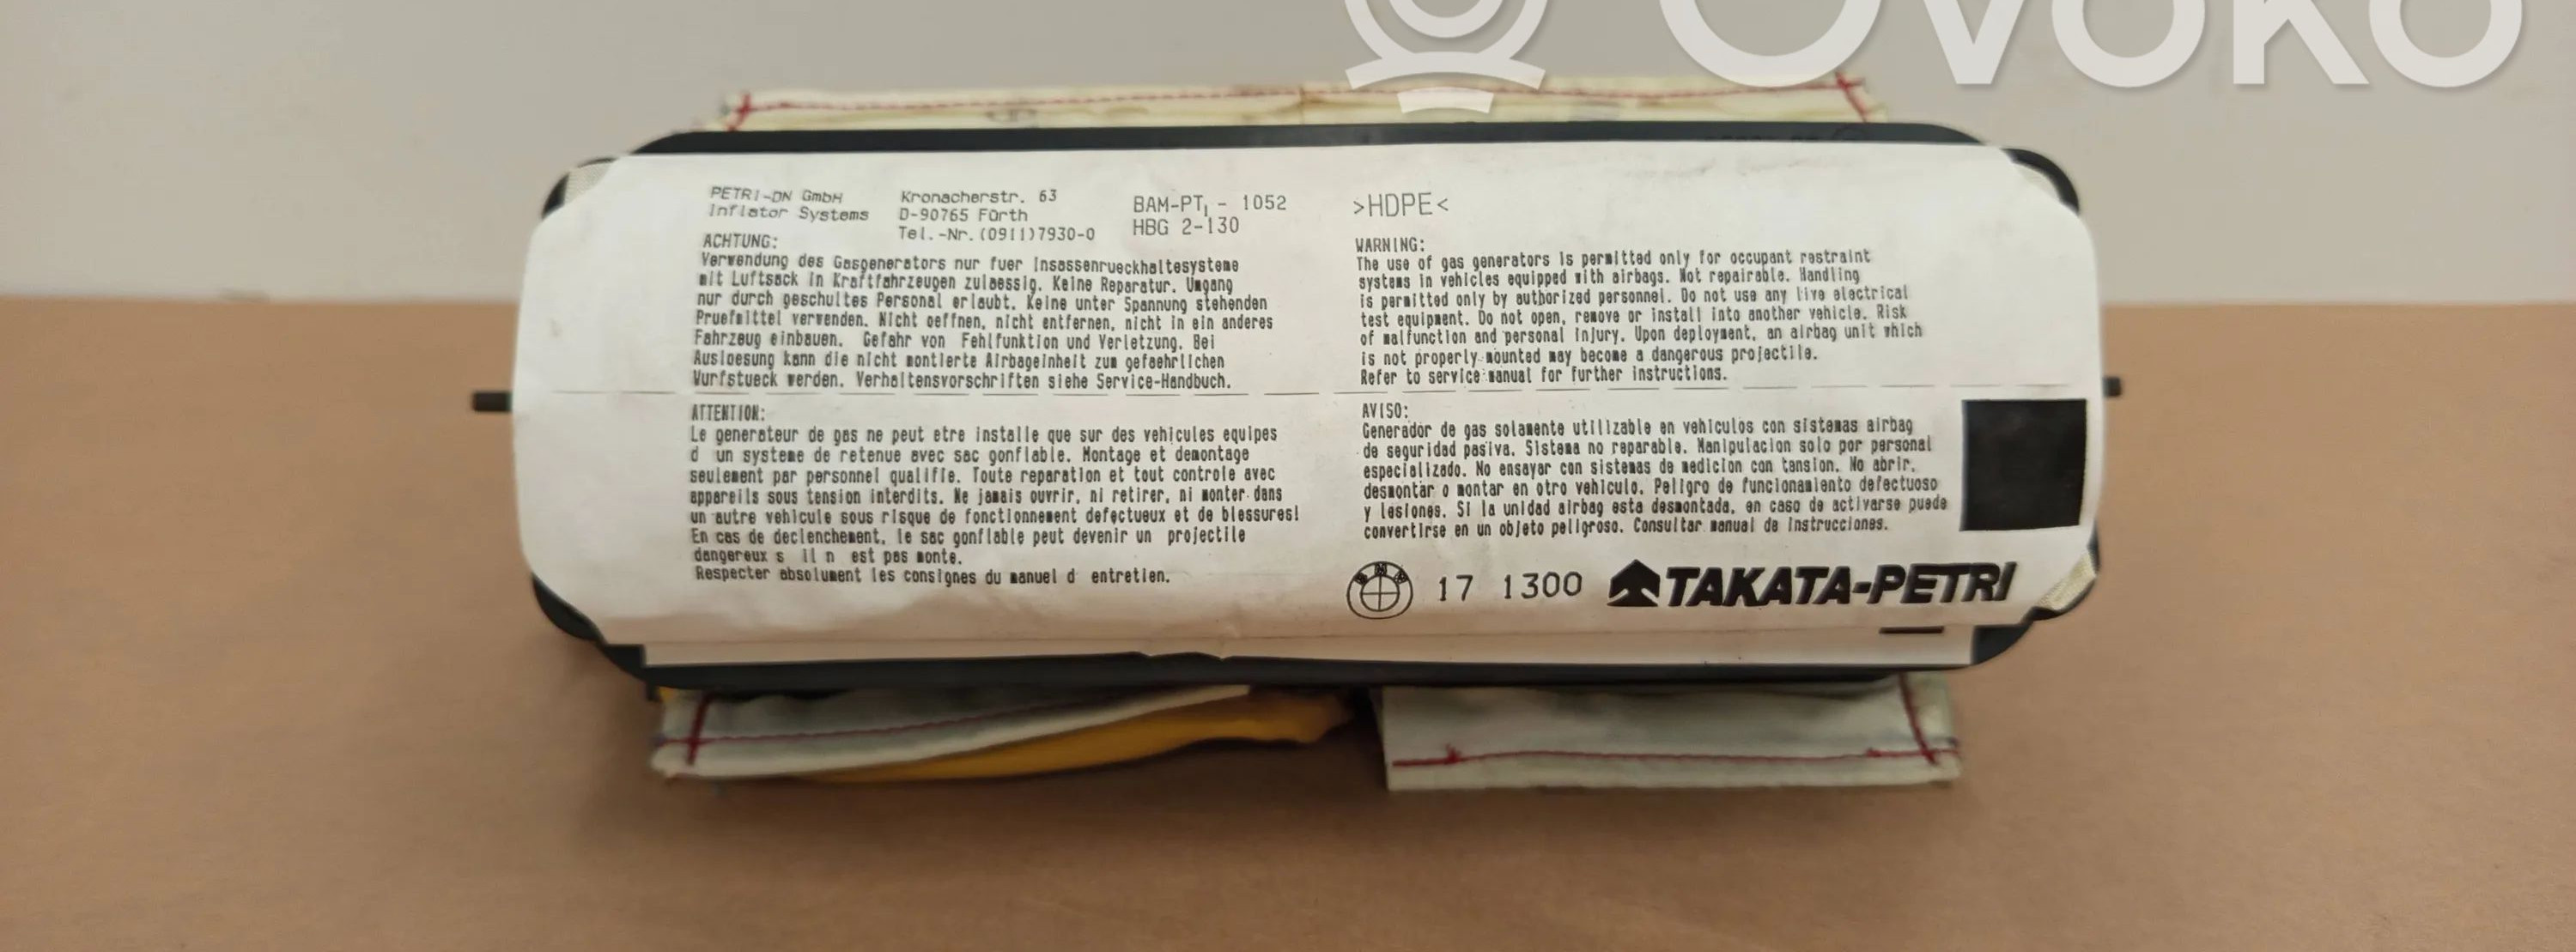 OVOKO
PETRI-DN GmbH
Inflator Systems
Kronacherstr. 63
D-90765 Fürth
Tel.-Nr.(0911)7930-0
BAM-PT₁ - 1052
HBG 2-130
>HDPE<
ACHTUNG:
Verwendung des Gasgenerators nur fuer Insassenrueckhaltesysteme
mit Luftsack in Kraftfahrzeugen zulaessig. Keine Reparatur. Umgang
nur durch geschultes Personal erlaubt. Keine unter Spannung stehenden
Pruefmittel verwenden. Nicht oeffnen, nicht entfernen, nicht in ein anderes
Fahrzeug einbauen. Gefahr von Fehlfunktion und Verletzung. Bei
Ausloesung kann die nicht montierte Airbageinheit zum gefaehrlichen
Wurfstueck werden. Verhaltensvorschriften siehe Service-Handbuch.
WARNING:
The use of gas generators is permitted only for occupant restraint
systems in vehicles equipped with airbags. Not repairable. Handling
is permitted only by authorized personnel. Do not use any live electrical
test equipment. Do not open, remove or install into another vehicle. Risk
of malfunction and personal injury. Upon deployment, an airbag unit which
is not properly mounted may become a dangerous projectile.
Refer to service manual for further instructions.
ATTENTION:
Le generateur de gas ne peut etre installe que sur des vehicules equipes
d un systeme de retenue avec sac gonflable. Montage et demontage
seulement par personnel qualifie. Toute reparation et tout controle avec
appareils sous tension interdits. Ne jamais ouvrir, ni retirer, ni monter dans
un autre vehicule sous risque de fonctionnement defectueux et de blessures!
En cas de declenchement, le sac gonflable peut devenir un projectile
dangereux s il n est pas monte.
Respecter absolument les consignes du manuel d entretien.
AVISO:
Generador de gas solamente utilizable en vehiculos con sistemas airbag
de seguridad pasiva. Sistema no reparable. Manipulacion solo por personal
especializado. No ensayar con sistemas de medicion con tension. No abrir,
desmontar o montar en otro vehiculo. Peligro de funcionamiento defectuoso
y lesiones. Si la unidad airbag esta desmontada, en caso de activarse puede
convertirse en un objeto peligroso. Consultar manual de instrucciones.
BMW 17 1300 TAKATA-PETRI